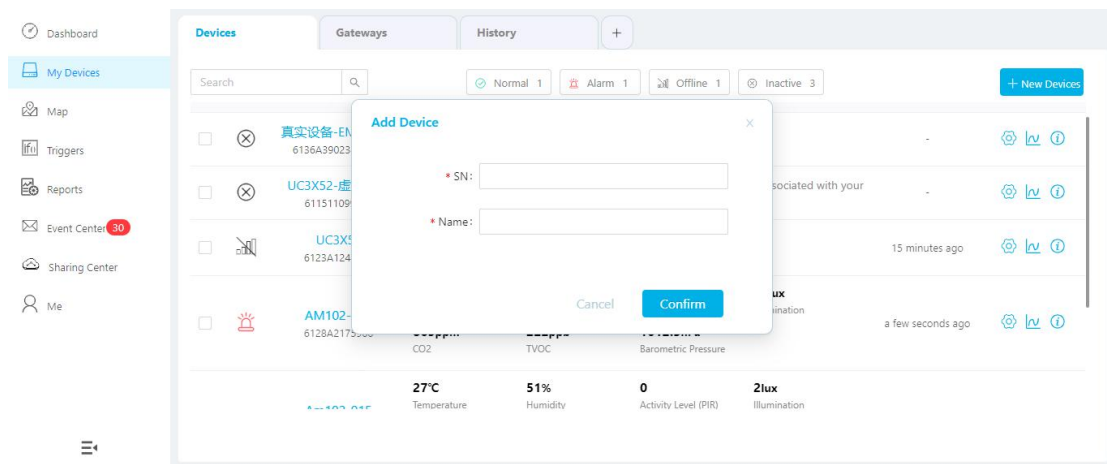 Dashboard
My Devices
Map
Triggers
Reports
Event Center 30
Sharing Center
Me
Devices
Gateways
History
+
Search
Normal 1
Alarm 1
Offline 1
Inactive 3
+ New Devices
Add Device
* SN:
* Name:
Cancel
Confirm
真实设备-EM
6136A39023
-
UC3X52-虚
sociated with your
-
UC3X5
6123A124
15 minutes ago
AM102-
6128A2175
lux
ination
a few seconds ago
CO2
TVOC
Barometric Pressure
27°C
51%
0
2lux
Temperature
Humidity
Activity Level (PIR)
Illumination